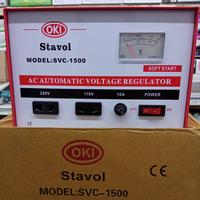 OKI
Stavol
MODEL:SVC-1500
V
SOFT START
AC AUTOMATIC VOLTAGE REGULATOR
220V 110V 10A POWER
OKI
Stavol
MODEL:SVC-1500